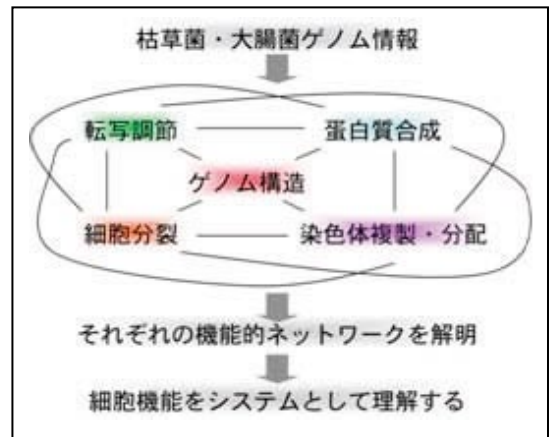 枯草菌・大腸菌ゲノム情報
転写調節 蛋白質合成
ゲノム構造
細胞分裂 染色体複製・分配
それぞれの機能的ネットワークを解明
細胞機能をシステムとして理解する